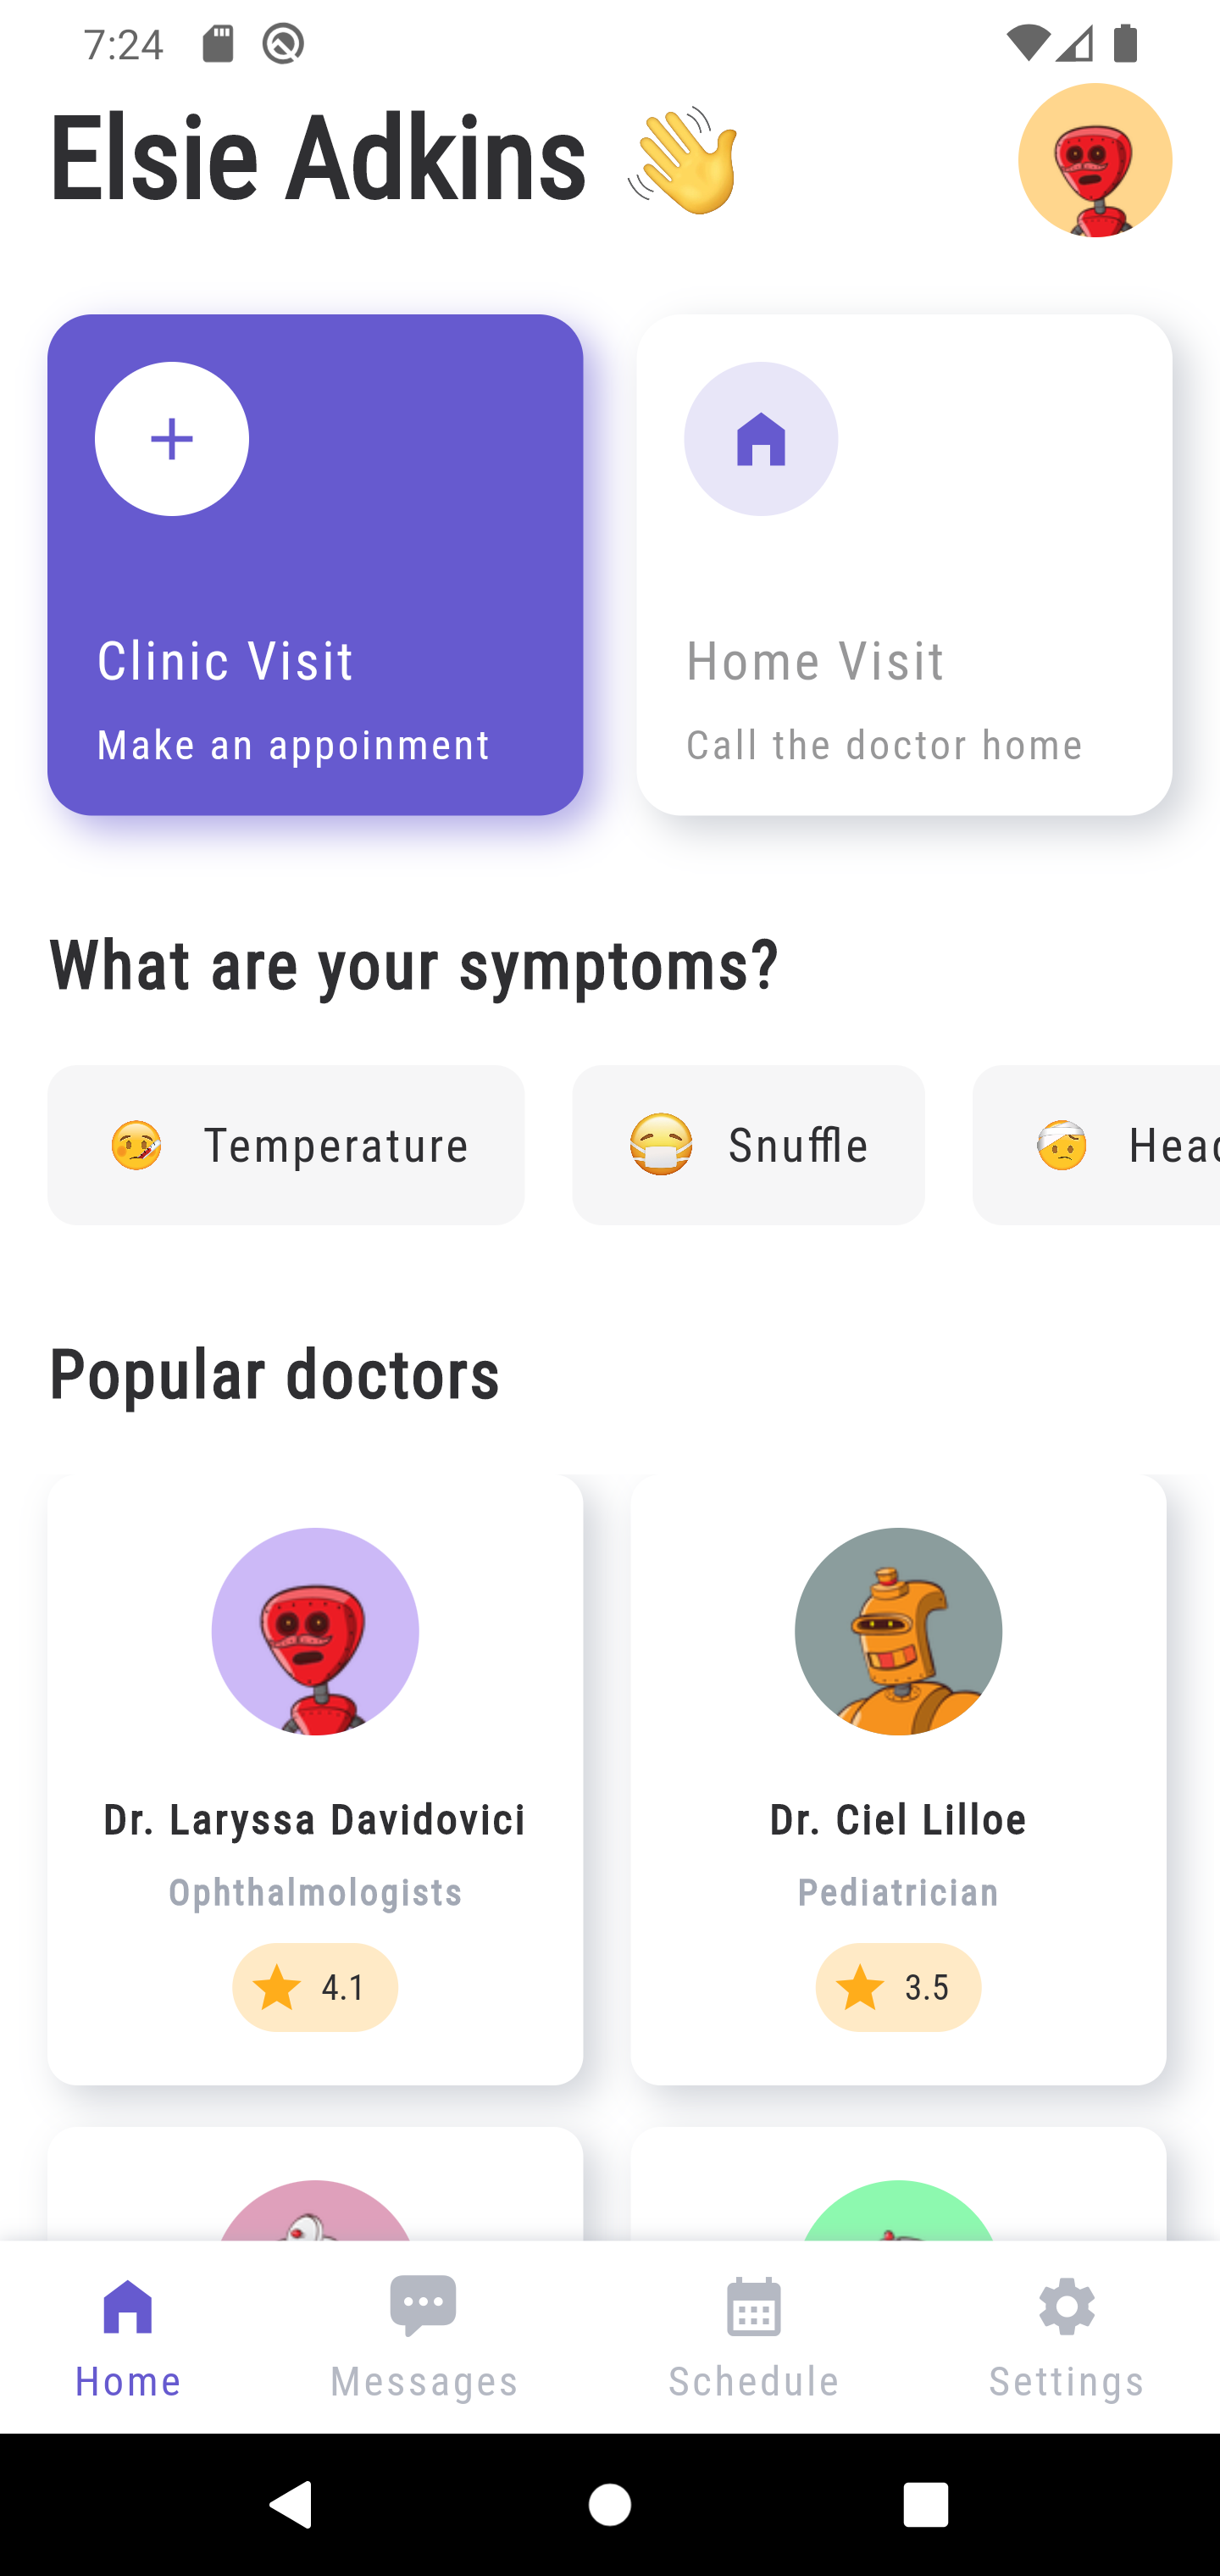 7:24
Elsie Adkins 👋
Clinic Visit
Make an appoinment
Home Visit
Call the doctor home
What are your symptoms?
Temperature
Snuffle
Popular doctors
Dr. Laryssa Davidovici
Ophthalmologists
4.1
Dr. Ciel Lilloe
Pediatrician
3.5
Home
Messages
Schedule
Settings